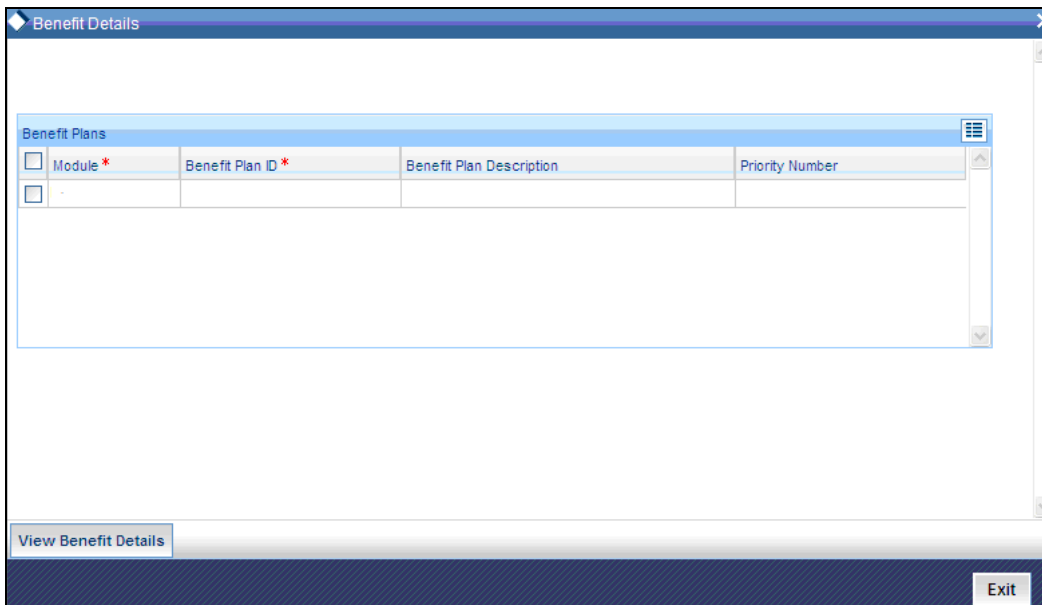 Benefit Details
Benefit Plans
Module * Benefit Plan ID * Benefit Plan Description Priority Number
View Benefit Details
Exit